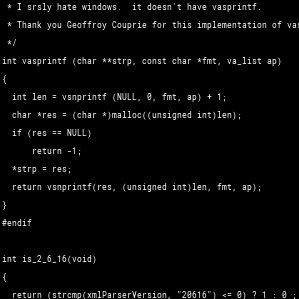 * I srsly hate windows.  it doesn't have vasprintf.
* Thank you Geoffroy Couprie for this implementation of
*/
int vasprintf (char **strp, const char *fmt, va_list ap)
{
  int len = vsnprintf (NULL, 0, fmt, ap) + 1;
  char *res = (char *)malloc((unsigned int)len);
  if (res == NULL)
      return -1;
  *strp = res;
  return vsnprintf(res, (unsigned int)len, fmt, ap);
}
#endif
int is_2_6_16(void)
{
  return (strcmp(xmlParserVersion, "20616") <= 0) ? 1 : 0 ;